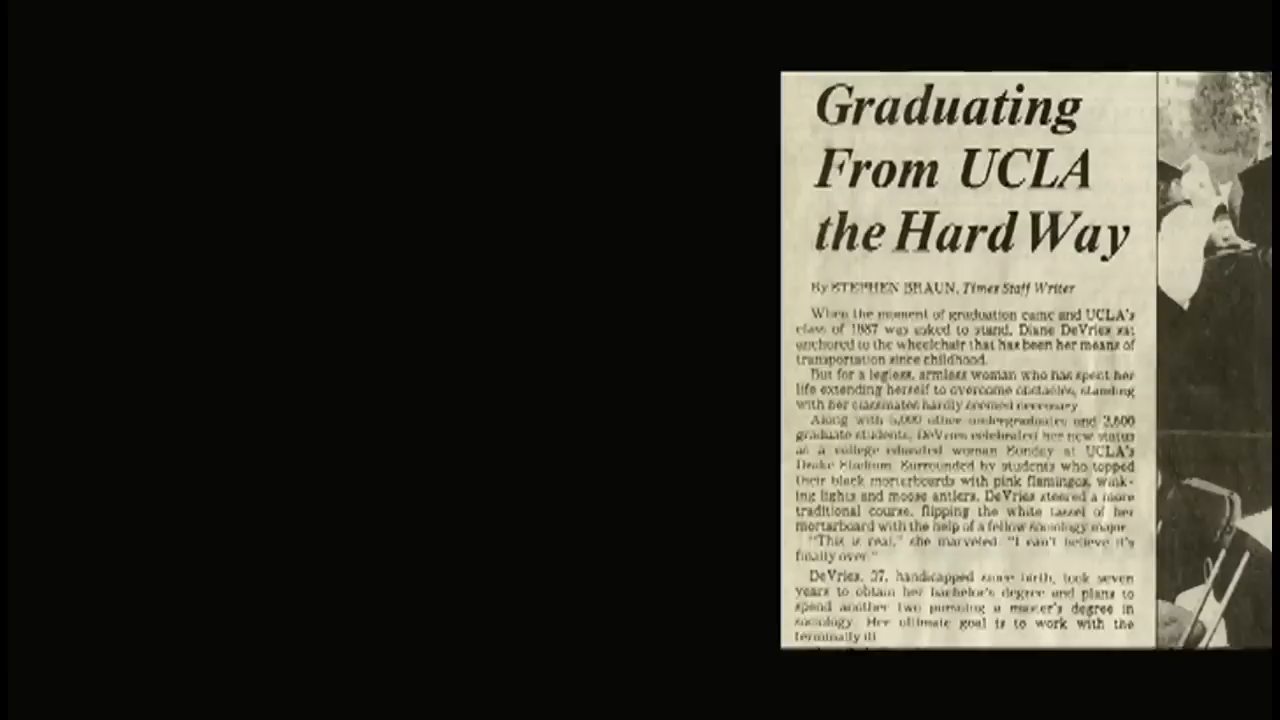 Graduating
From UCLA
the Hard Way
By STEPHEN BRAUN, Times Staff Writer
When the moment of graduation came and UCLA's
class of 1987 was asked to stand, Diane DeVries sat
anchored to the wheelchair that has been her means of
transportation since childhood.
But for a legless, armless woman who has spent her
life extending herself to overcome obstacles, standing
with her classmates hardly seemed necessary.
Along with 5,000 other undergraduates and 2,600
graduate students, DeVries celebrated her new status
as a college educated woman Sunday at UCLA's
Drake Stadium. Surrounded by students who topped
their black mortarboards with pink flamingos, wink-
ing lights and moose antlers, DeVries steered a more
traditional course, flipping the white tassel of her
mortarboard with the help of a fellow sociology major.
"This is real," she marveled. "I can't believe it's
finally over."
DeVries, 37, handicapped since birth, took seven
years to obtain her bachelor's degree and plans to
spend another two pursuing a master's degree in
sociology. Her ultimate goal is to work with the
terminally ill